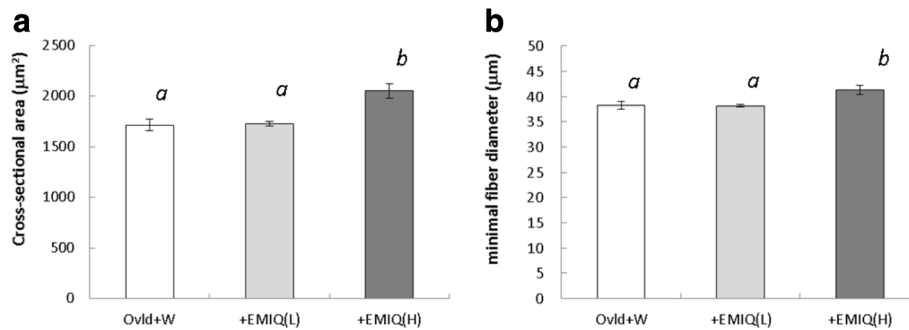 a
Cross-sectional area (μm²)
2500
2000
1500
1000
500
0
a
a
b
Ovld+W
+EMIQ(L)
+EMIQ(H)
b
minimal fiber diameter (μm)
50
45
40
35
30
25
20
15
10
5
0
a
a
b
Ovld+W
+EMIQ(L)
+EMIQ(H)